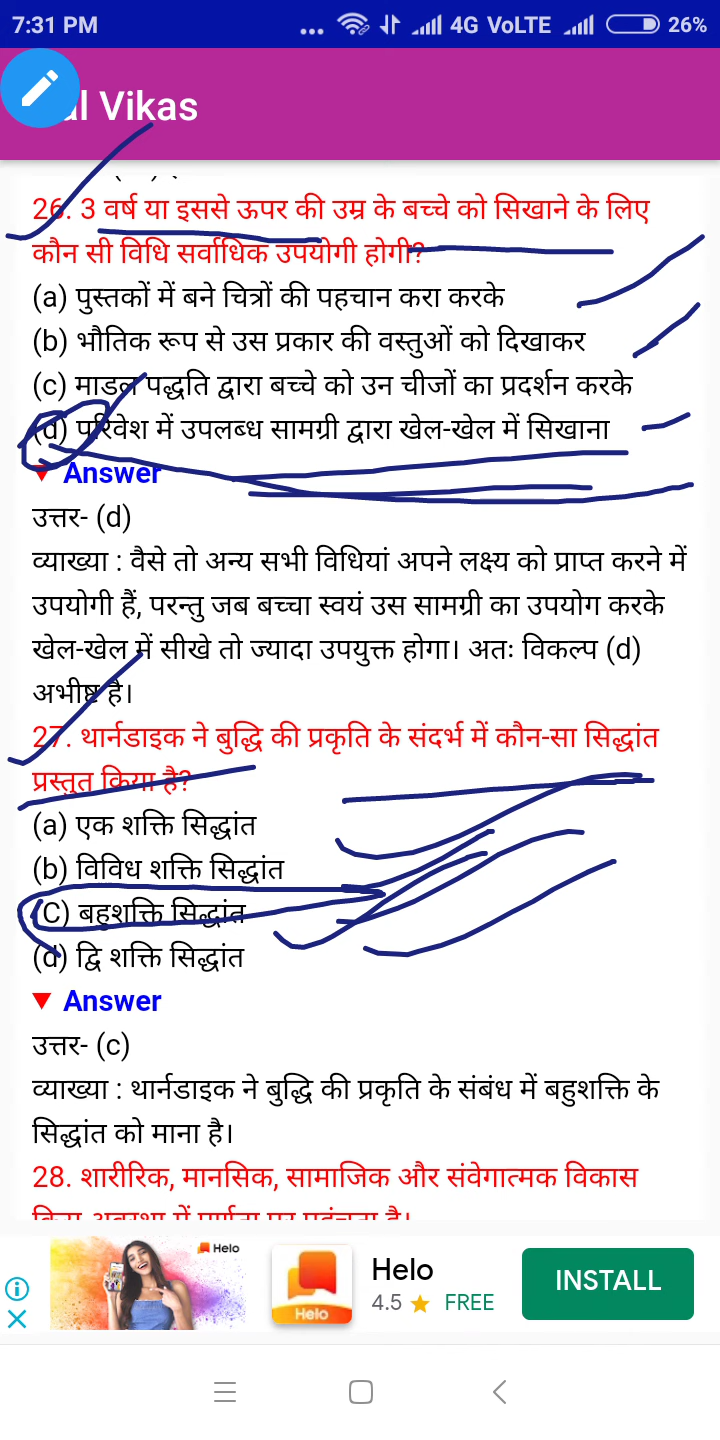 7:31 PM ... 4G VoLTE 26%
Vikas
26. 3 वर्ष या इससे ऊपर की उम्र के बच्चे को सिखाने के लिए
कौन सी विधि सर्वाधिक उपयोगी होगी?
(a) पुस्तकों में बने चित्रों की पहचान करा करके
(b) भौतिक रूप से उस प्रकार की वस्तुओं को दिखाकर
(c) माडल पद्धति द्वारा बच्चे को उन चीजों का प्रदर्शन करके
(d) परिवेश में उपलब्ध सामग्री द्वारा खेल-खेल में सिखाना
Answer
उत्तर- (d)
व्याख्या : वैसे तो अन्य सभी विधियां अपने लक्ष्य को प्राप्त करने में
उपयोगी हैं, परन्तु जब बच्चा स्वयं उस सामग्री का उपयोग करके
खेल-खेल में सीखे तो ज्यादा उपयुक्त होगा। अतः विकल्प (d)
अभीष्ट है।
27. थार्नडाइक ने बुद्धि की प्रकृति के संदर्भ में कौन-सा सिद्धांत
प्रस्तुत किया है?
(a) एक शक्ति सिद्धांत
(b) विविध शक्ति सिद्धांत
(C) बहुशक्ति सिद्धांत
(d) द्वि शक्ति सिद्धांत
Answer
उत्तर- (c)
व्याख्या : थार्नडाइक ने बुद्धि की प्रकृति के संबंध में बहुशक्ति के
सिद्धांत को माना है।
28. शारीरिक, मानसिक, सामाजिक और संवेगात्मक विकास
Helo
Helo
Helo
4.5 FREE
INSTALL